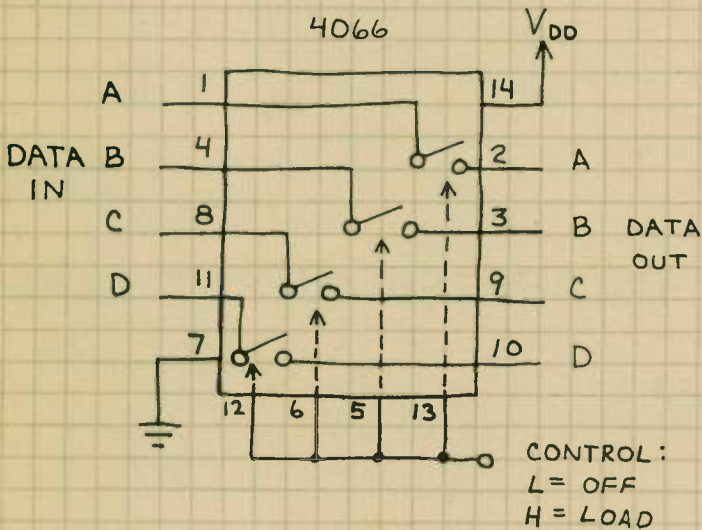 4066
V DD
A 1 14
DATA IN B 4 2 A
C 8 3 B DATA OUT
D 11 9 C
7 10 D
12 6 5 13
CONTROL:
L = OFF
H = LOAD